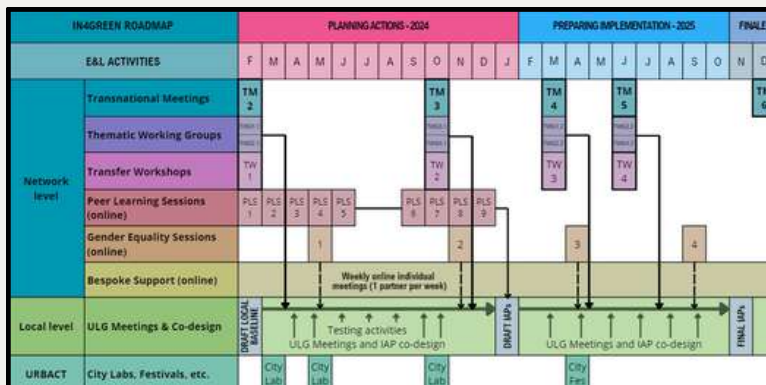 IN4GREEN ROADMAP PLANNING ACTIONS - 2024 PREPARING IMPLEMENTATION - 2025 FINALE
E&L ACTIVITIES F M A M J J A S O N D J F M A M J J A S O N D
Transnational Meetings TM 2 TM 3 TM 4 TM 5 TM 6
Thematic Working Groups
Transfer Workshops TW 1 TW 2 TW 3 TW 4
Network level
Peer Learning Sessions (online) PLS 1 PLS 2 PLS 3 PLS 4 PLS 5 PLS 6 PLS 7 PLS 8 PLS 9
Gender Equality Sessions (online) 1 2 3 4
Bespoke Support (online) Weekly online individual meetings (1 partner per week)
Local level ULG Meetings & Co-design DRAFT LOCAL BASELINE
Testing activities
ULG Meetings and IAP co-design
DRAFT IAPs
ULG Meetings and IAP co-design
FINAL IAPs
URBACT City Labs, Festivals, etc. City Lab City Lab City Lab City Fes